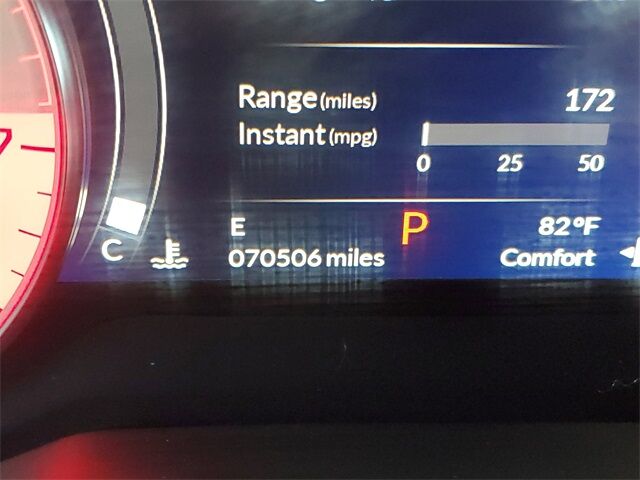 Range (miles) 172
Instant (mpg)
0 25 50
E P 82°F
C 070506 miles Comfort